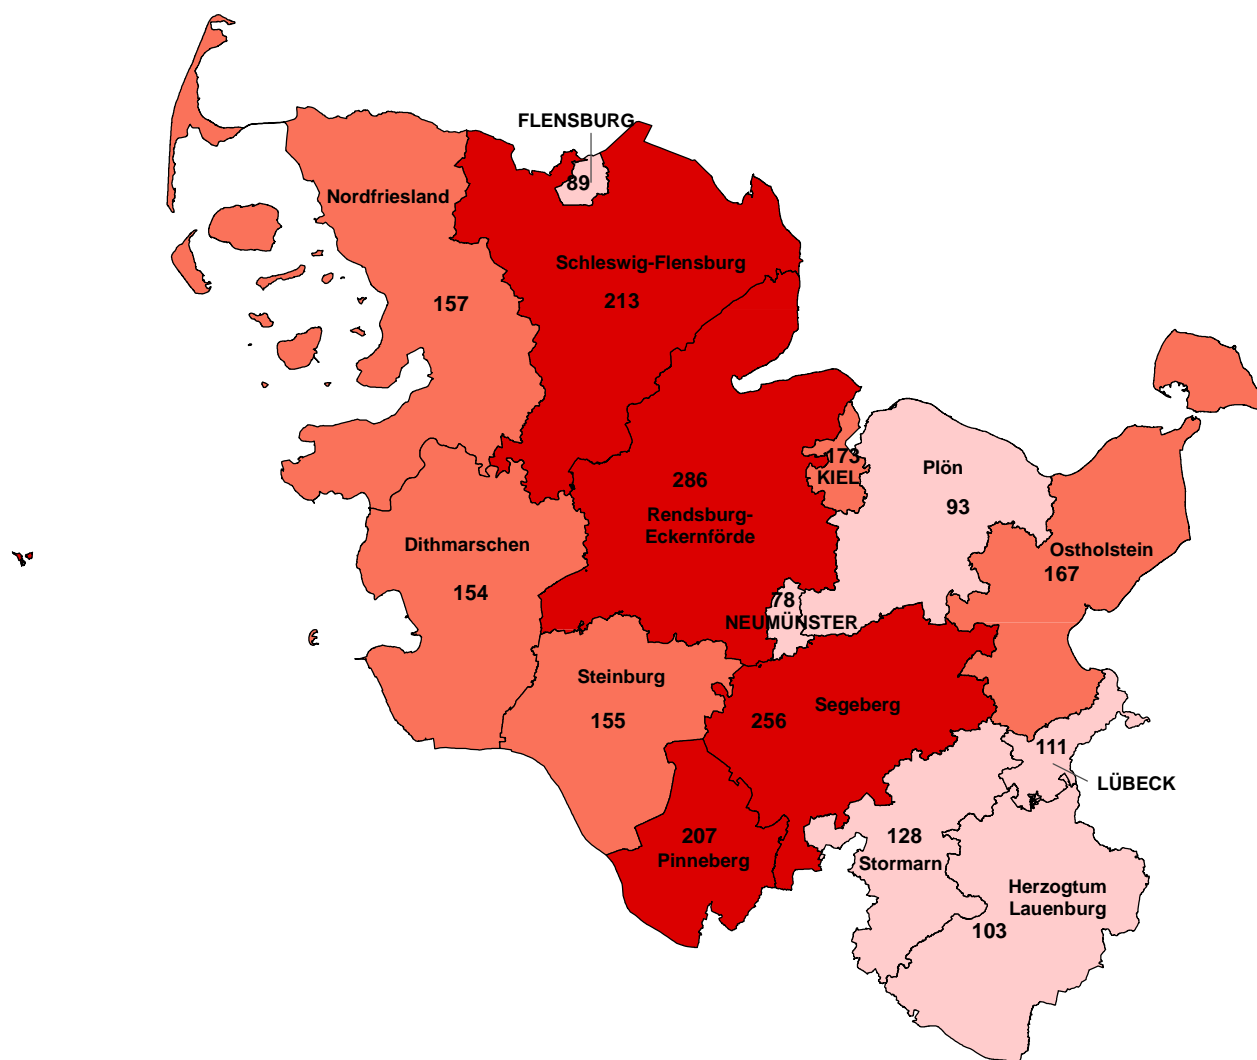 FLENSBURG
89
Nordfriesland
157
Schleswig-Flensburg
213
173
KIEL
Plön
93
286
Rendsburg-
Eckernförde
Ostholstein
167
Dithmarschen
154
78
NEUMÜNSTER
Steinburg
155
Segeberg
256
111
LÜBECK
207
Pinneberg
128
Stormarn
Herzogtum
Lauenburg
103